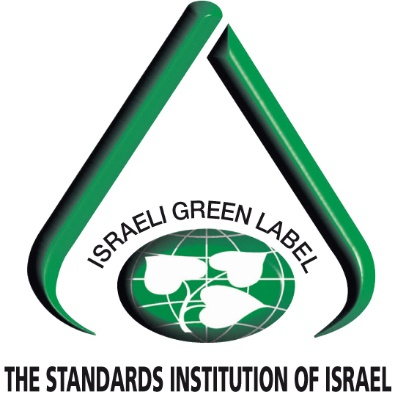 ISRAELI GREEN LABEL
THE STANDARDS INSTITUTION OF ISRAEL